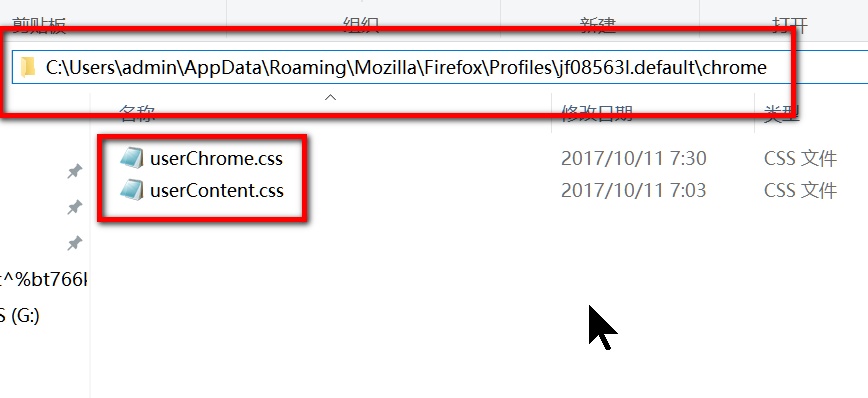 剪贴板 组织 新建 打开
C:\Users\admin\AppData\Roaming\Mozilla\Firefox\Profiles\jf08563l.default\chrome
名称 修改日期 类型
userChrome.css 2017/10/11 7:30 CSS 文件
userContent.css 2017/10/11 7:03 CSS 文件
^%bt766
S (G:)